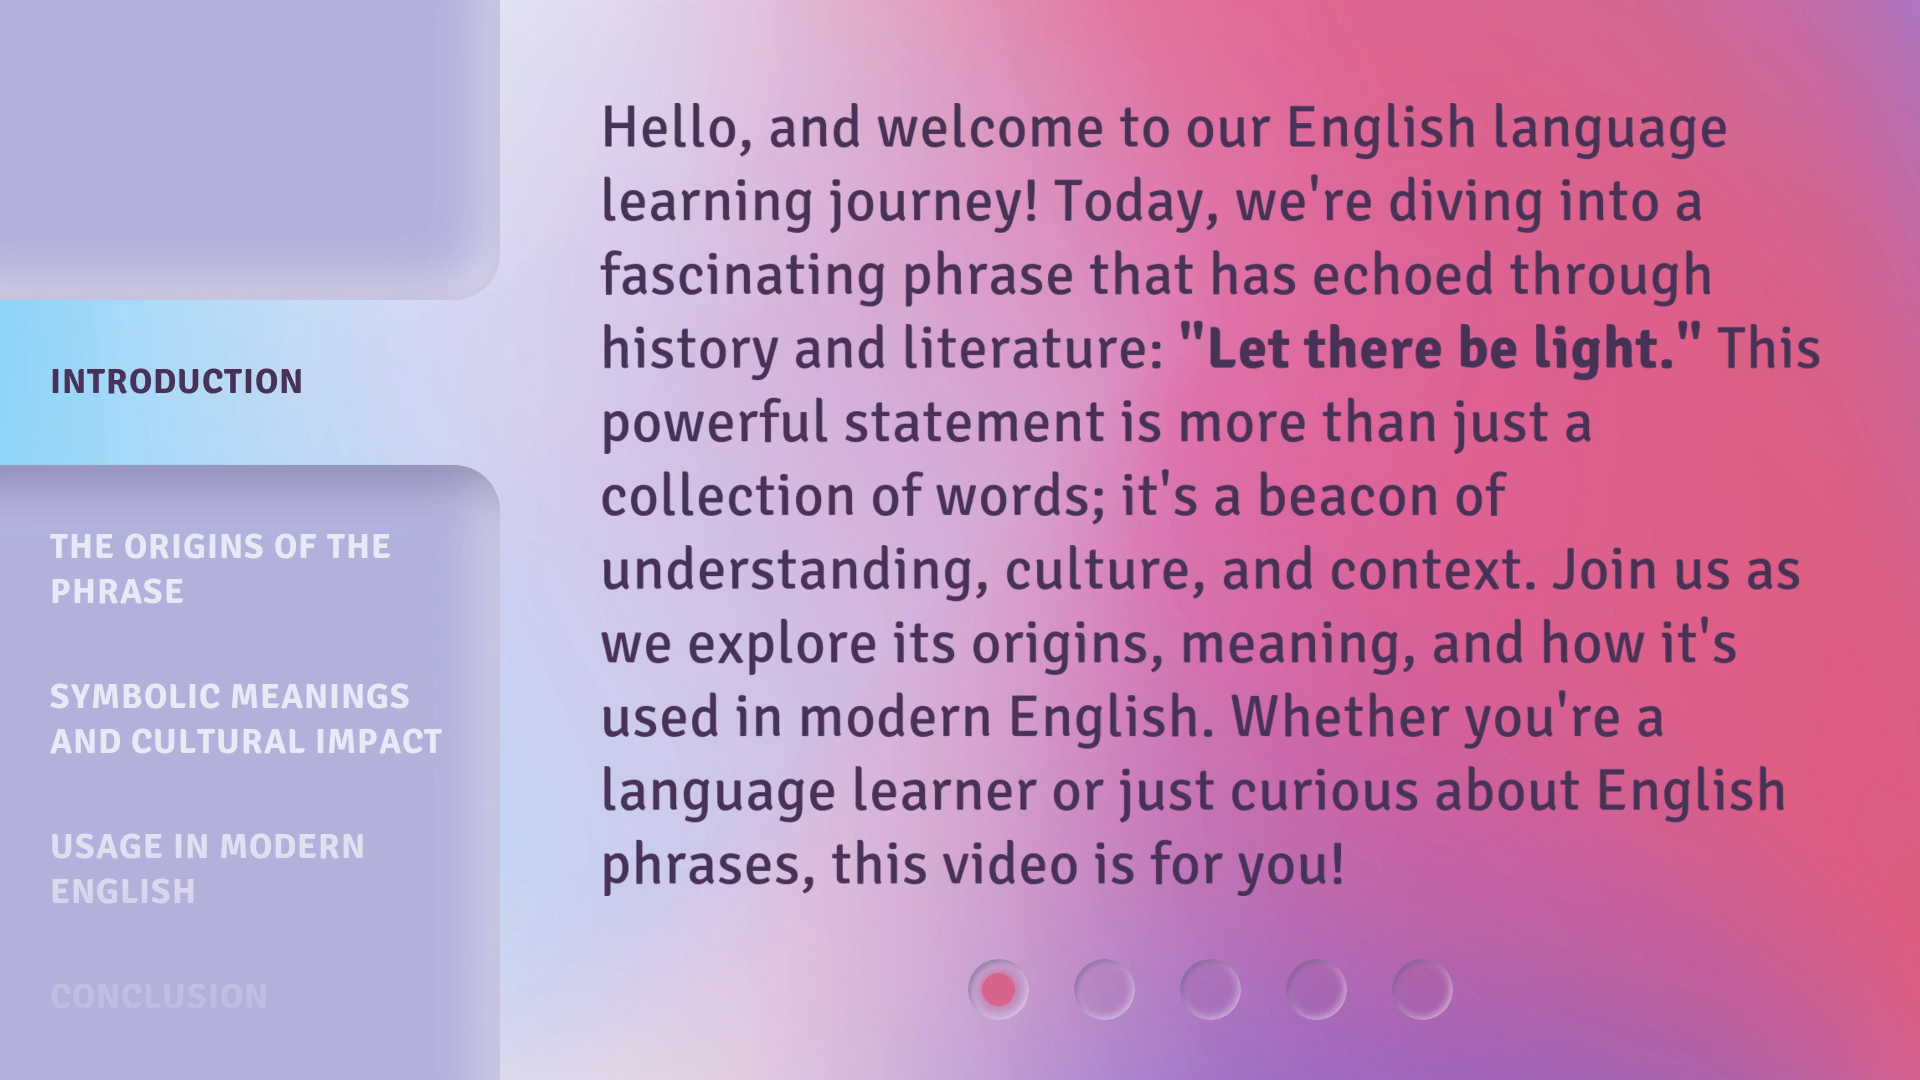 INTRODUCTION
THE ORIGINS OF THE
PHRASE
SYMBOLIC MEANINGS
AND CULTURAL IMPACT
USAGE IN MODERN
ENGLISH
CONCLUSION
Hello, and welcome to our English language
learning journey! Today, we're diving into a
fascinating phrase that has echoed through
history and literature: "Let there be light." This
powerful statement is more than just a
collection of words; it's a beacon of
understanding, culture, and context. Join us as
we explore its origins, meaning, and how it's
used in modern English. Whether you're a
language learner or just curious about English
phrases, this video is for you!